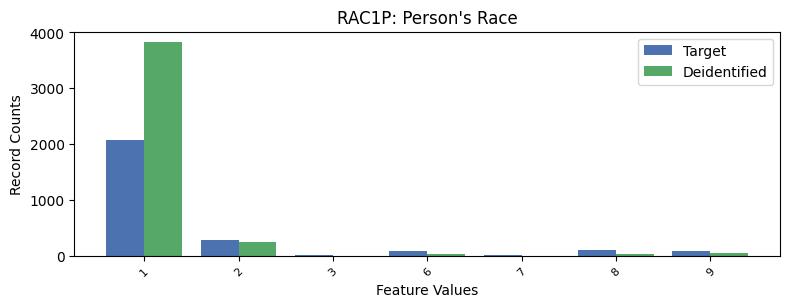 RAC1P: Person's Race
Target
Deidentified
Record Counts
4000
3000
2000
1000
0
1 2 3 6 7 8 9
Feature Values